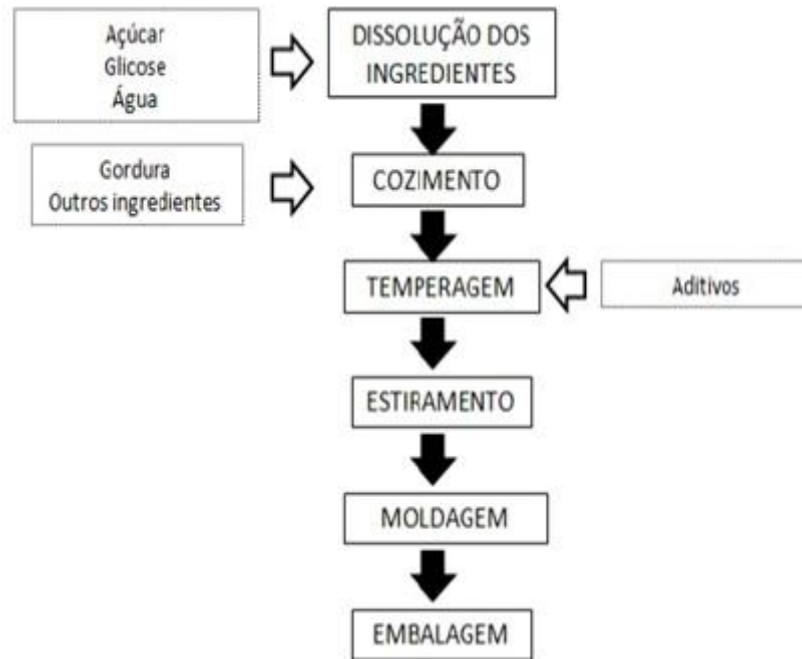 Açúcar
Glicose
Água
DISSOLUÇÃO DOS
INGREDIENTES
Gordura
Outros ingredientes
COZIMENTO
TEMPERAGEM
Aditivos
ESTIRAMENTO
MOLDAGEM
EMBALAGEM